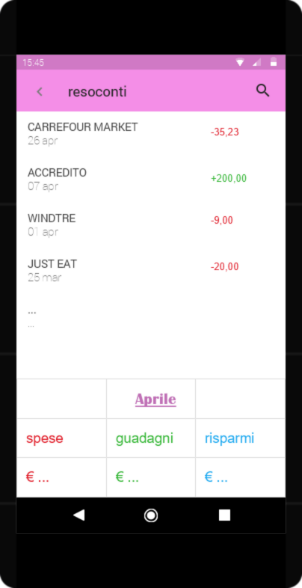 15:45
resoconti
CARREFOUR MARKET -35,23
26 apr
ACCREDITO +200,00
07 apr
WINDTRE -9,00
01 apr
JUST EAT -20,00
25 mar
...
...
Aprile
spese guadagni risparmi
€ ... € ... € ...